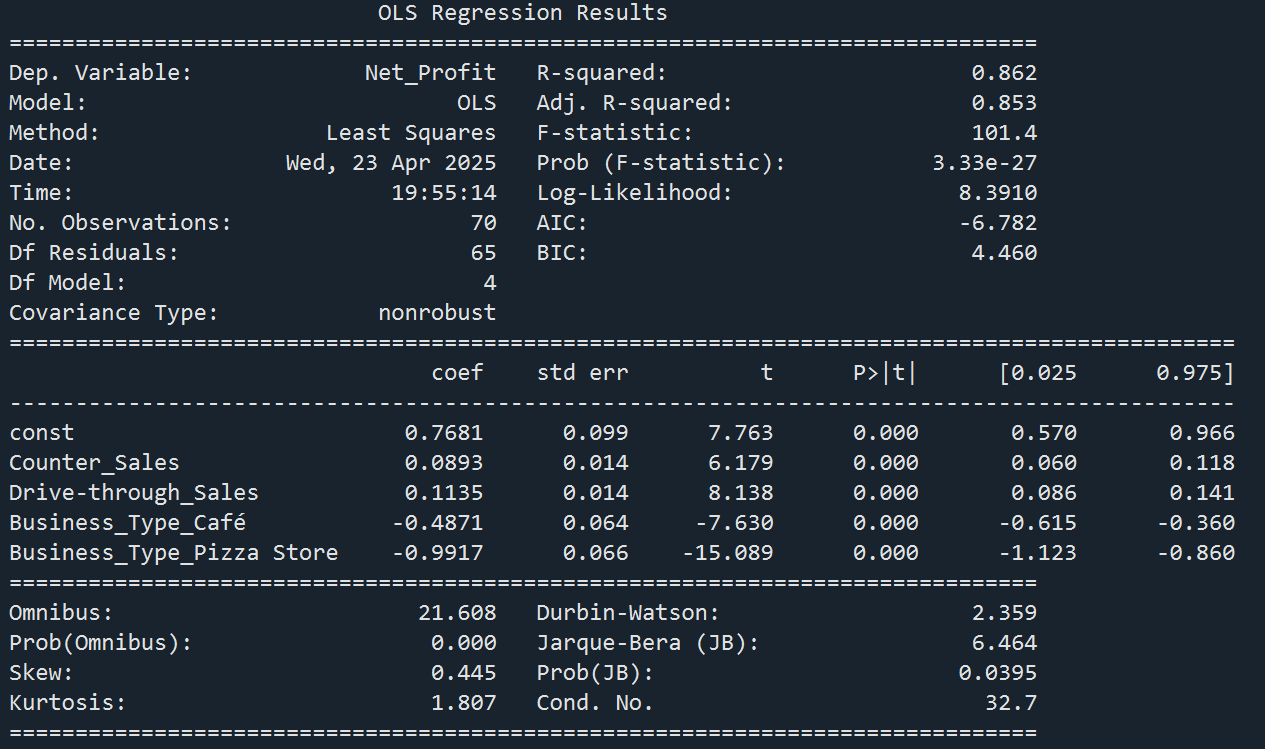 OLS Regression Results
==============================================================================
Dep. Variable:             Net_Profit   R-squared:                       0.862
Model:                            OLS   Adj. R-squared:                  0.853
Method:                 Least Squares   F-statistic:                     101.4
Date:                Wed, 23 Apr 2025   Prob (F-statistic):           3.33e-27
Time:                        19:55:14   Log-Likelihood:                 8.3910
No. Observations:                  70   AIC:                            -6.782
Df Residuals:                      65   BIC:                             4.460
Df Model:                           4
Covariance Type:            nonrobust
=============================================================================================
                                coef    std err          t      P>|t|      [0.025      0.975]
---------------------------------------------------------------------------------------------
const                         0.7681      0.099      7.763      0.000       0.570       0.966
Counter_Sales                 0.0893      0.014      6.179      0.000       0.060       0.118
Drive-through_Sales           0.1135      0.014      8.138      0.000       0.086       0.141
Business_Type_Café           -0.4871      0.064     -7.630      0.000      -0.615      -0.360
Business_Type_Pizza Store    -0.9917      0.066    -15.089      0.000      -1.123      -0.860
==============================================================================
Omnibus:                       21.608   Durbin-Watson:                   2.359
Prob(Omnibus):                  0.000   Jarque-Bera (JB):                6.464
Skew:                           0.445   Prob(JB):                       0.0395
Kurtosis:                       1.807   Cond. No.                         32.7
==============================================================================